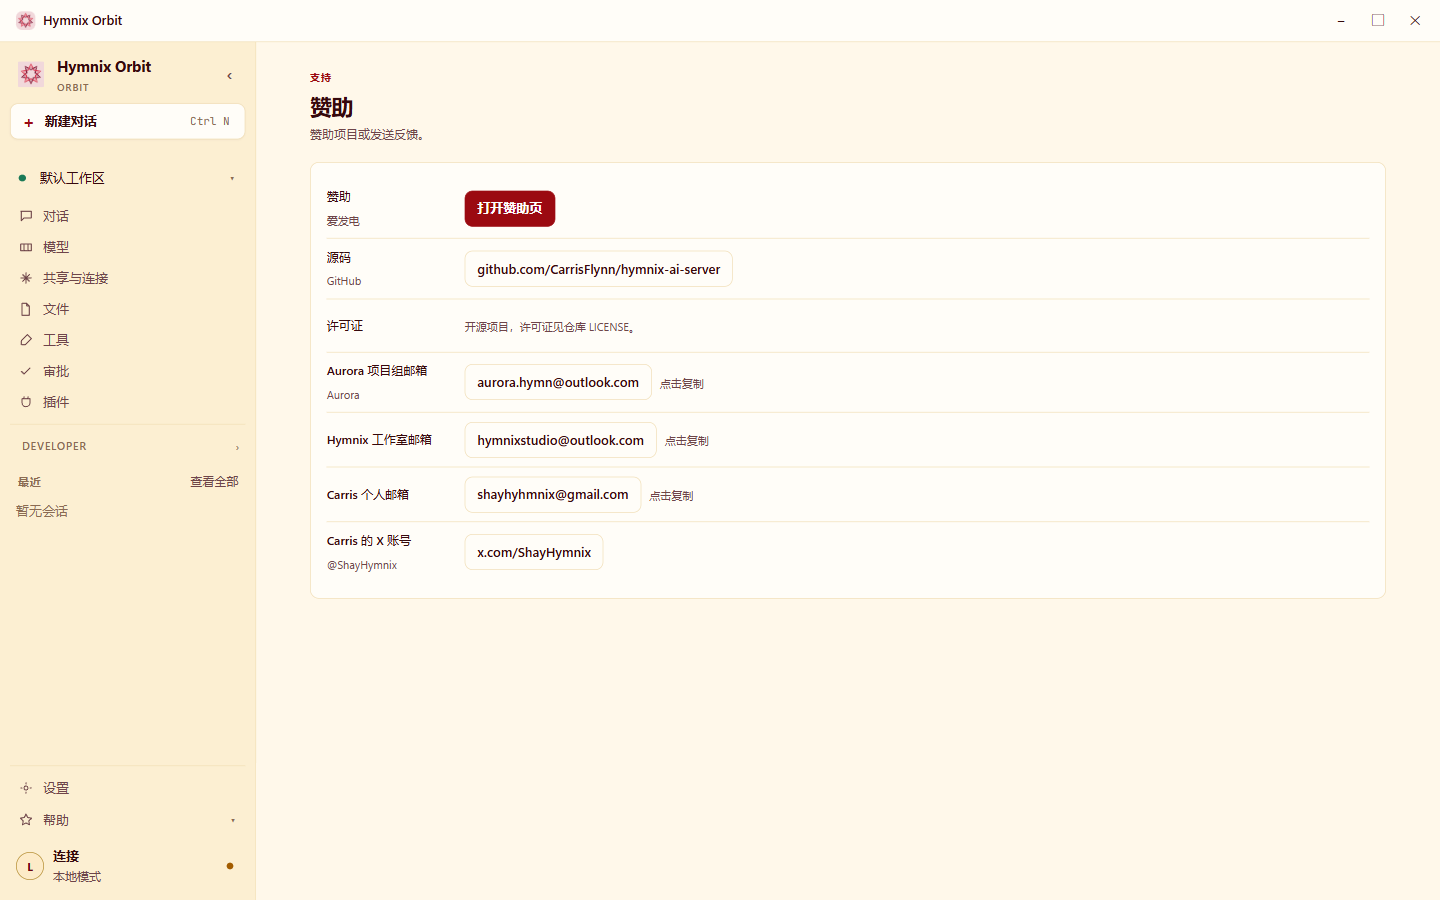 Hymnix Orbit
Hymnix Orbit
ORBIT
新建对话 Ctrl N
默认工作区
对话
模型
共享与连接
文件
工具
审批
插件
DEVELOPER
最近 查看全部
暂无会话
设置
帮助
L
连接
本地模式
支持
赞助
赞助项目或发送反馈。
赞助
爱发电
打开赞助页
源码
GitHub
github.com/CarrisFlynn/hymnix-ai-server
许可证
开源项目，许可证见仓库 LICENSE。
Aurora 项目组邮箱
Aurora
aurora.hymn@outlook.com 点击复制
Hymnix 工作室邮箱
hymnixstudio@outlook.com 点击复制
Carris 个人邮箱
shayhyhmnix@gmail.com 点击复制
Carris 的 X 账号
@ShayHymnix
x.com/ShayHymnix